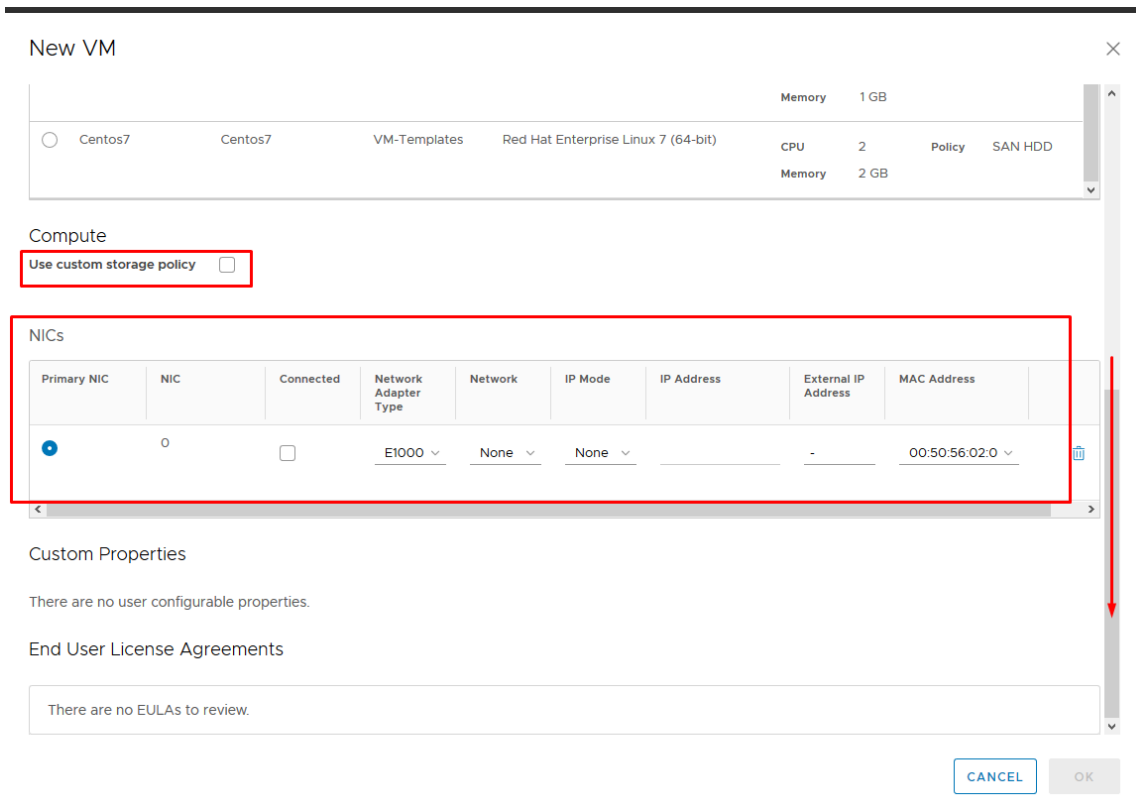 New VM
Memory 1 GB
Centos7 Centos7 VM-Templates Red Hat Enterprise Linux 7 (64-bit) CPU 2 Policy SAN HDD
Memory 2 GB
Compute
Use custom storage policy
NICs
Primary NIC NIC Connected Network Adapter Type Network IP Mode IP Address External IP Address MAC Address
0 E1000 None None - 00:50:56:02:0
Custom Properties
There are no user configurable properties.
End User License Agreements
There are no EULAs to review.
CANCEL OK